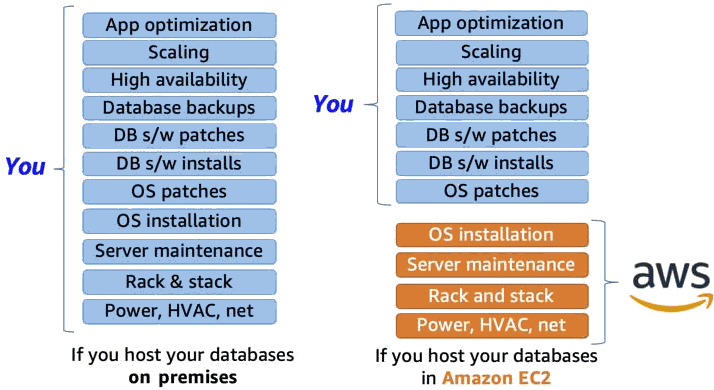 You
App optimization
Scaling
High availability
Database backups
DB s/w patches
DB s/w installs
OS patches
OS installation
Server maintenance
Rack & stack
Power, HVAC, net
If you host your databases
on premises
You
App optimization
Scaling
High availability
Database backups
DB s/w patches
DB s/w installs
OS patches
OS installation
Server maintenance
Rack and stack
Power, HVAC, net
aws
If you host your databases
in Amazon EC2